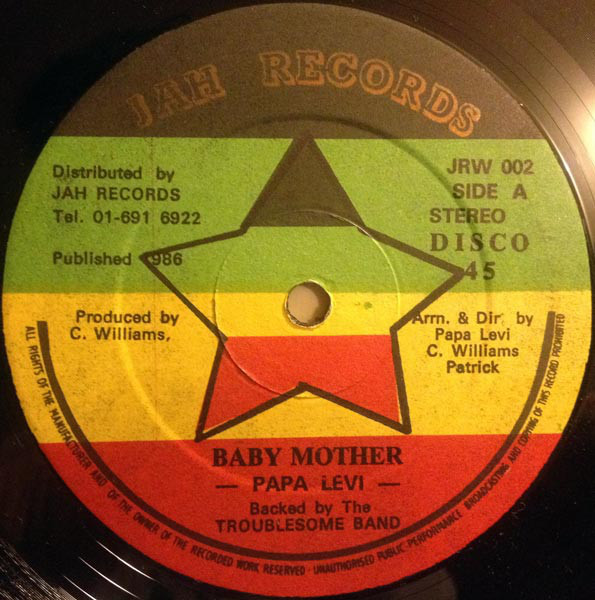 JAH RECORDS
Distributed by
JAH RECORDS
Tel. 01-691 6922
Published 986
JRW 002
SIDE A
STEREO
DISCO
45
Produced by
C. Williams,
Arrn. & Dir. by
Papa Levi
C. Williams
Patrick
BABY MOTHER
— PAPA LEVI —
Backed by The
TROUBLESOME BAND
ALL RIGHTS OF THE MANUFACTURER AND OF THE OWNER OF THE RECORDED WORK RESERVED · UNAUTHORISED PUBLIC PERFORMANCE BROADCASTING AND COPYING OF THIS RECORD PROHIBITED